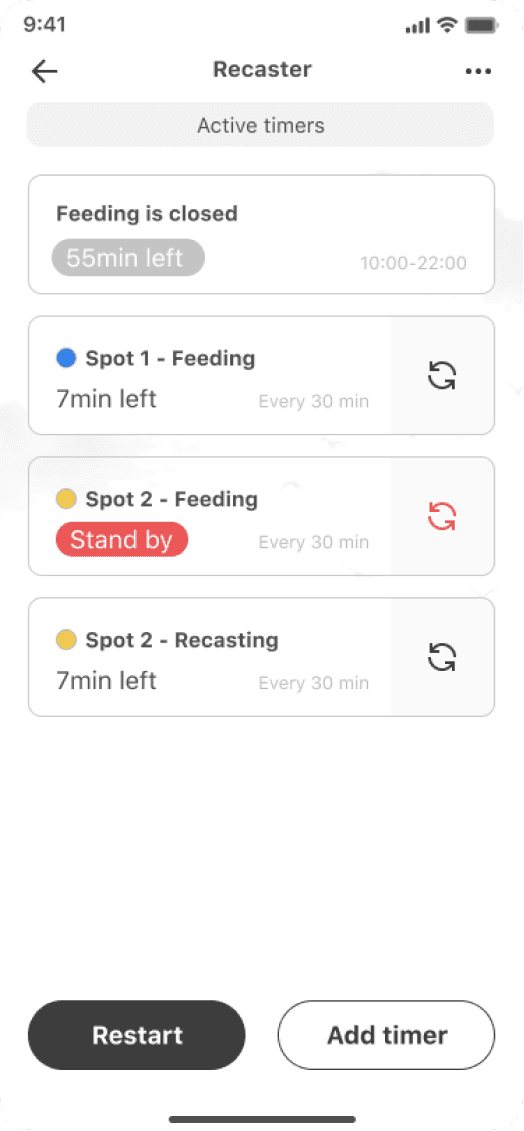 9:41
Recaster
Active timers
Feeding is closed
55min left
10:00-22:00
Spot 1 - Feeding
7min left
Every 30 min
Spot 2 - Feeding
Stand by
Every 30 min
Spot 2 - Recasting
7min left
Every 30 min
Restart
Add timer